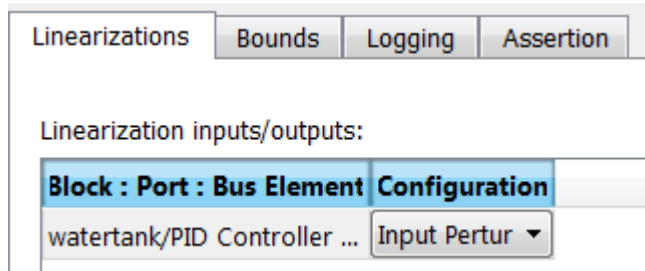 Linearizations Bounds Logging Assertion
Linearization inputs/outputs:
Block : Port : Bus Element Configuration
watertank/PID Controller ... Input Pertur